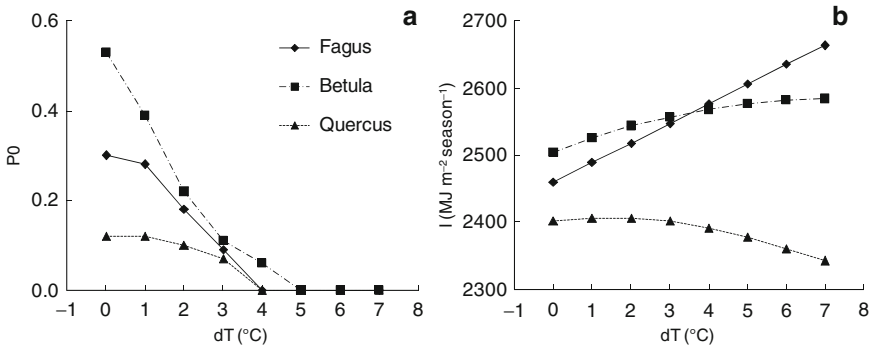 a
0.6
0.4
0.2
0.0
P0
Fagus
Betula
Quercus
−1 0 1 2 3 4 5 6 7 8
dT (°C)
b
2700
2600
2500
2400
2300
I (MJ m⁻² season⁻¹)
−1 0 1 2 3 4 5 6 7 8
dT (°C)